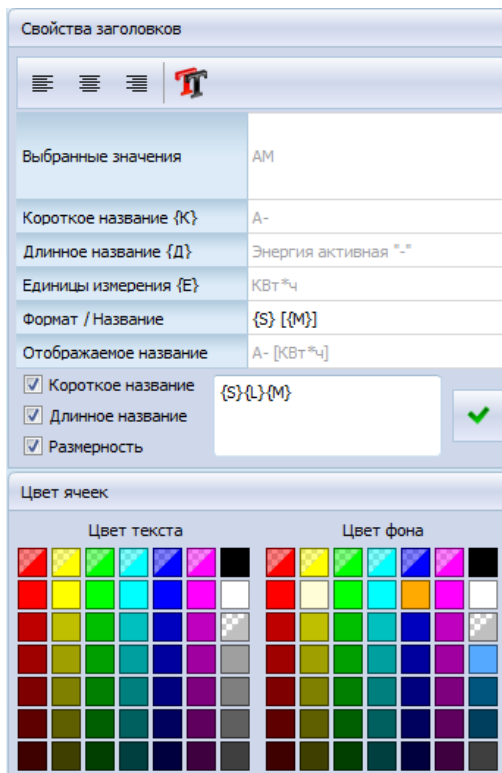 Свойства заголовков
Выбранные значения AM
Короткое название {К} А-
Длинное название {Д} Энергия активная "-"
Единицы измерения {Е} КВт*ч
Формат / Название {S} [{M}]
Отображаемое название А- [КВт*ч]
Короткое название {S}{L}{M}
Длинное название
Размерность
Цвет ячеек
Цвет текста Цвет фона